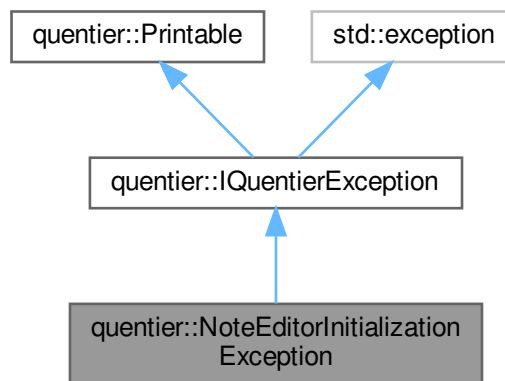 quentier::Printable
std::exception
quentier::IQuentierException
quentier::NoteEditorInitialization
Exception